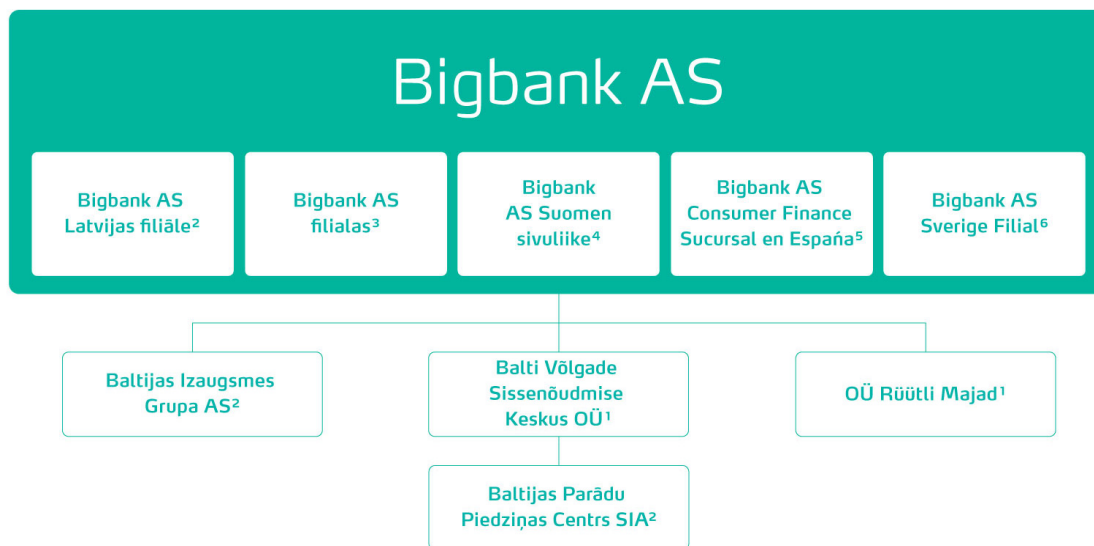 Bigbank AS
Bigbank AS
Latvijas filiāle²
Bigbank AS
filialas³
Bigbank
AS Suomen
sivuliike⁴
Bigbank AS
Consumer Finance
Sucursal en Espańa⁵
Bigbank AS
Sverige Filial⁶
Baltijas Izaugsmes
Grupa AS²
Balti Võlgade
Sissenõudmise
Keskus OÜ¹
OÜ Rüütli Majad¹
Baltijas Parādu
Piedziņas Centrs SIA²